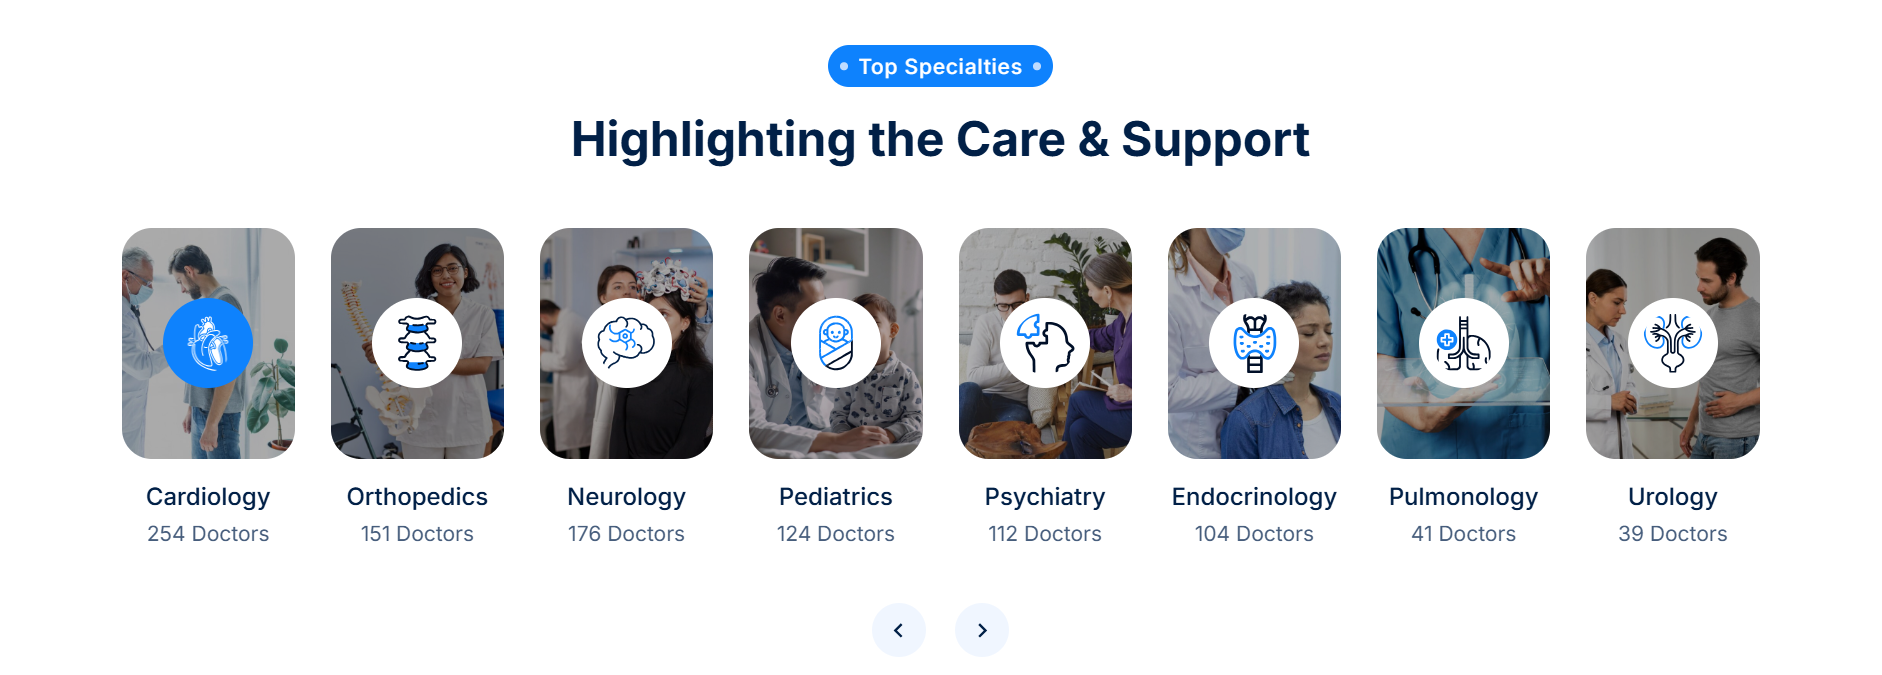 Top Specialties
Highlighting the Care & Support
Cardiology
254 Doctors
Orthopedics
151 Doctors
Neurology
176 Doctors
Pediatrics
124 Doctors
Psychiatry
112 Doctors
Endocrinology
104 Doctors
Pulmonology
41 Doctors
Urology
39 Doctors